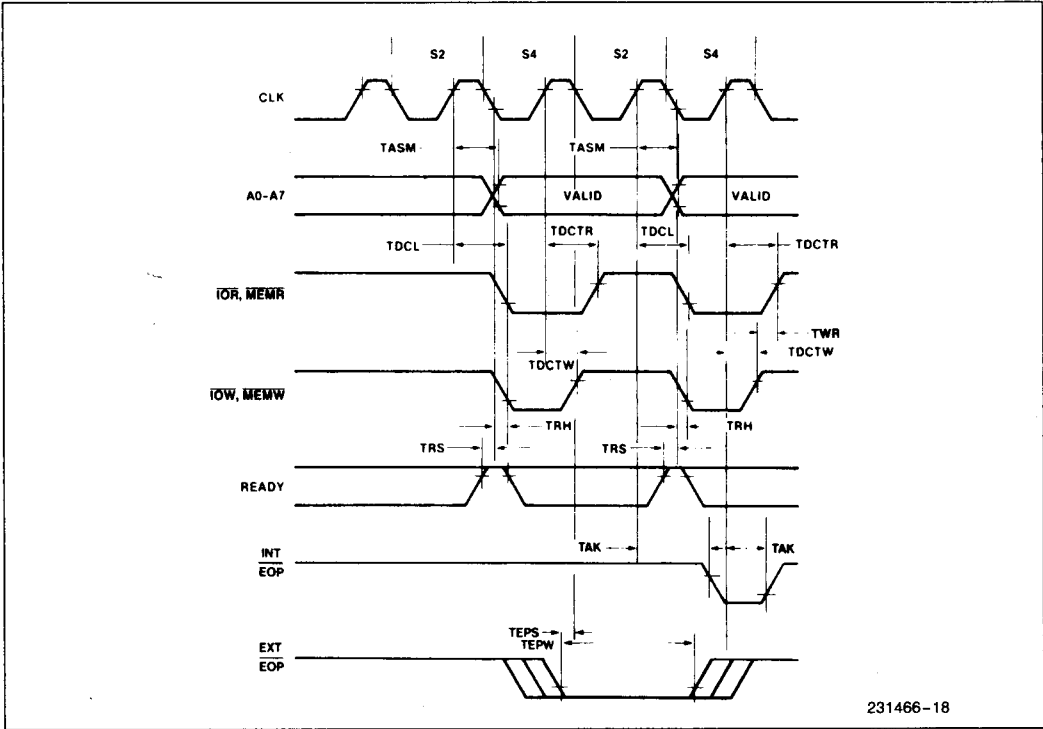 S2 S4 S2 S4
CLK
TASM TASM
A0-A7 VALID VALID
TDCL TDCTR TDCL TDCTR
IOR, MEMR
TWR
TDCTW TDCTW
IOW, MEMW
TRH TRH
TRS TRS
READY
TAK TAK
INT
EOP
TEPS
TEPW
EXT
EOP
231466-18